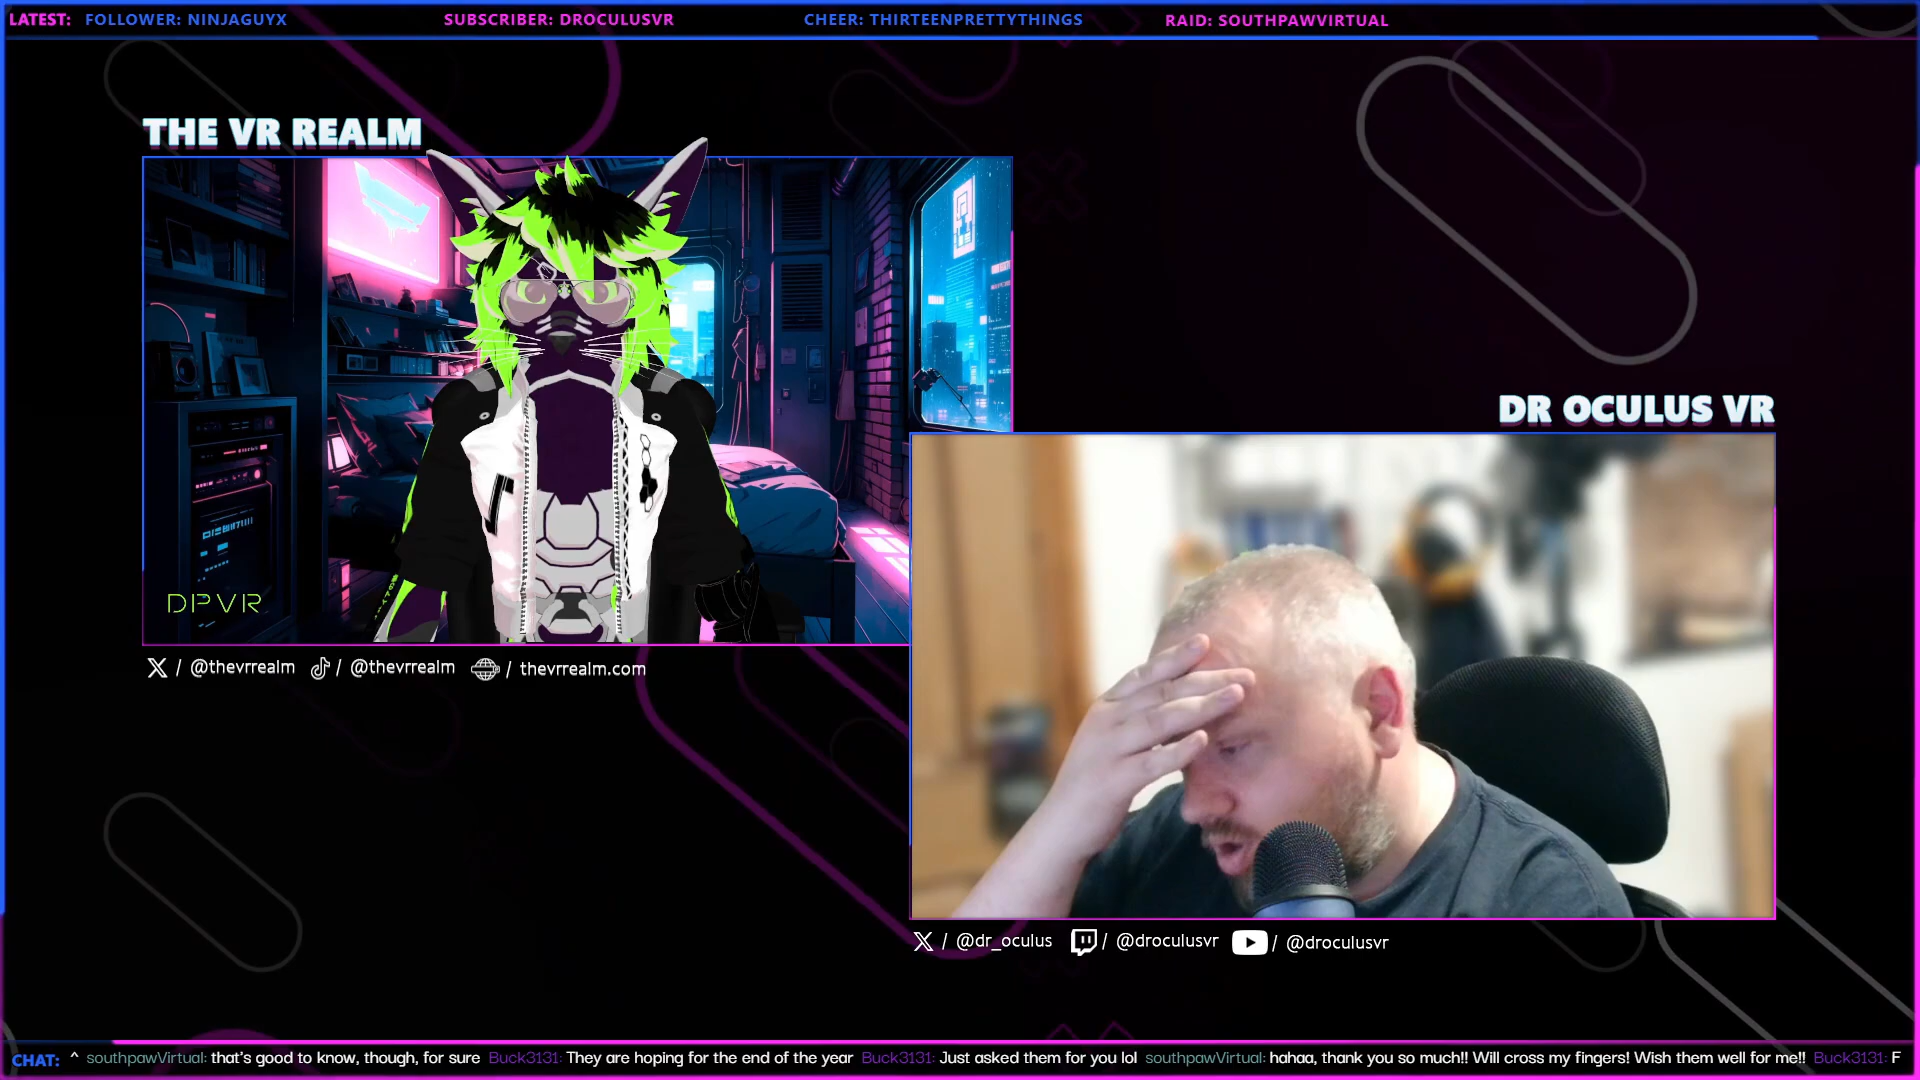 LATEST: FOLLOWER: NINJAGUYX SUBSCRIBER: DROCULUSVR CHEER: THIRTEENPRETTYTHINGS RAID: SOUTHPAWVIRTUAL
THE VR REALM
DPVR
X / @thevrrealm / @thevrrealm / thevrrealm.com
DR OCULUS VR
X / @dr_oculus / @droculusvr / @droculusvr
CHAT: ^ southpawVirtual: that's good to know, though, for sure Buck3131: They are hoping for the end of the year Buck3131: Just asked them for you lol southpawVirtual: hahaa, thank you so much!! Will cross my fingers! Wish them well for me!! Buck3131: F